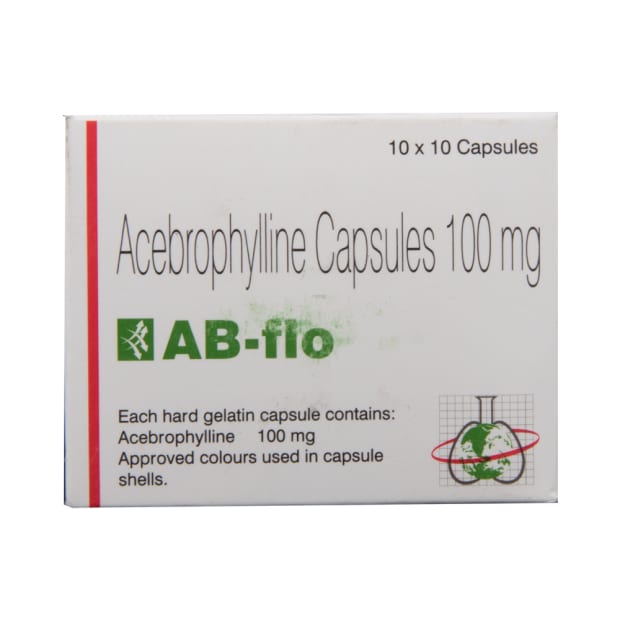 10 x 10 Capsules
Acebrophylline Capsules 100 mg
AB-flo
Each hard gelatin capsule contains:
Acebrophylline 100 mg
Approved colours used in capsule
shells.